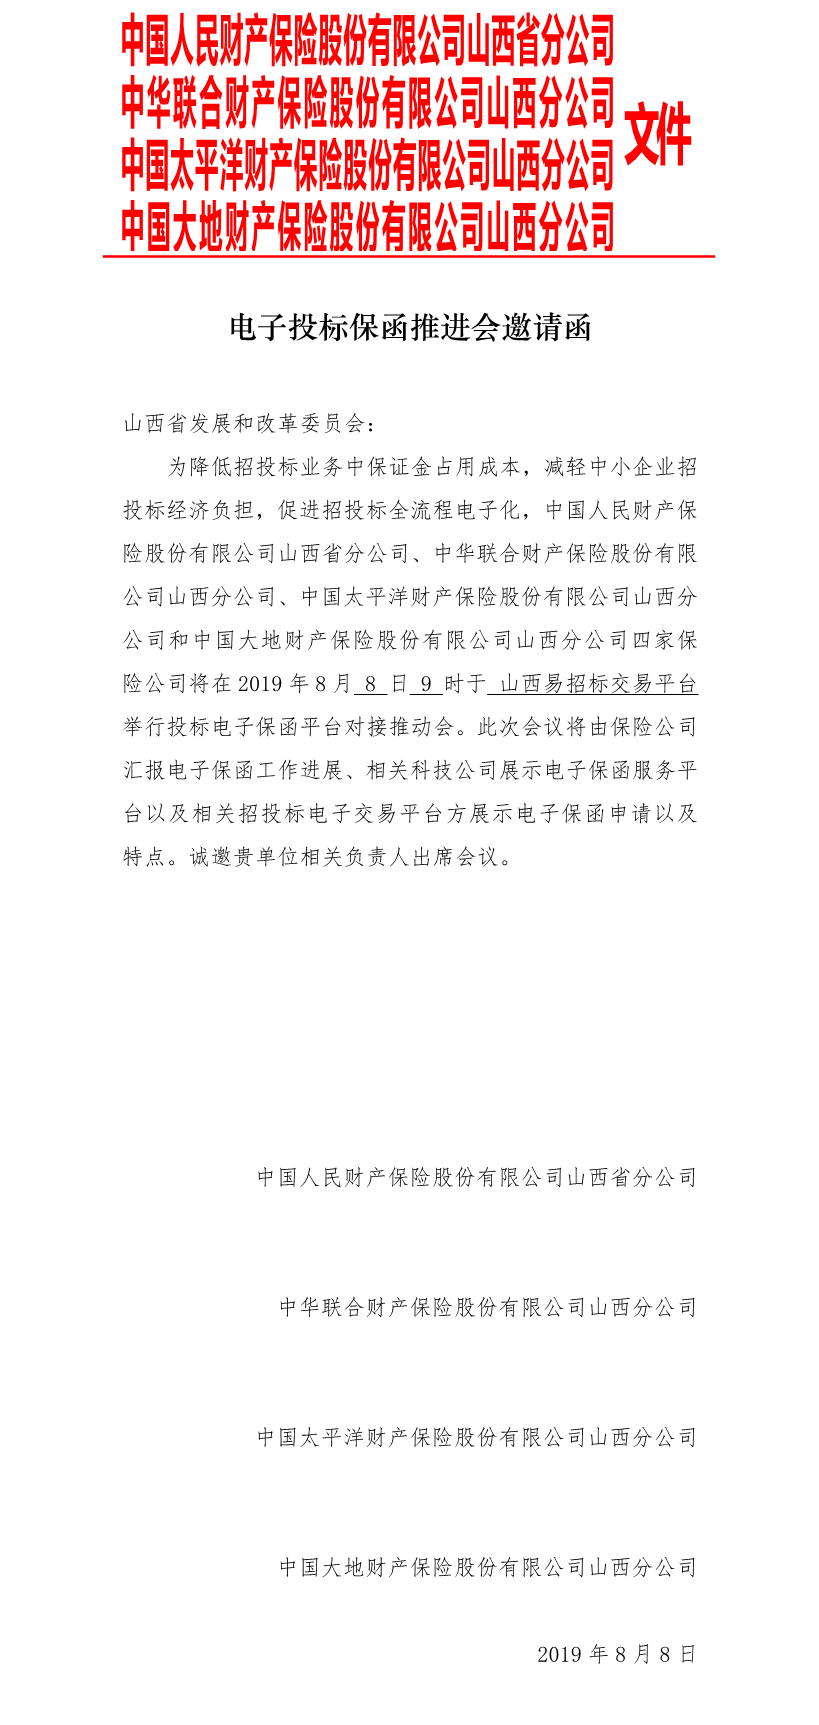 中国人民财产保险股份有限公司山西省分公司
中华联合财产保险股份有限公司山西分公司
文件
中国太平洋财产保险股份有限公司山西分公司
中国大地财产保险股份有限公司山西分公司
电子投标保函推进会邀请函
山西省发展和改革委员会：
为降低招投标业务中保证金占用成本，减轻中小企业招
投标经济负担，促进招投标全流程电子化，中国人民财产保
险股份有限公司山西省分公司、中华联合财产保险股份有限
公司山西分公司、中国太平洋财产保险股份有限公司山西分
公司和中国大地财产保险股份有限公司山西分公司四家保
险公司将在 2019 年 8 月 8 日 9 时于 山西易招标交易平台
举行投标电子保函平台对接推动会。此次会议将由保险公司
汇报电子保函工作进展、相关科技公司展示电子保函服务平
台以及相关招投标电子交易平台方展示电子保函申请以及
特点。诚邀贵单位相关负责人出席会议。
中国人民财产保险股份有限公司山西省分公司
中华联合财产保险股份有限公司山西分公司
中国太平洋财产保险股份有限公司山西分公司
中国大地财产保险股份有限公司山西分公司
2019 年 8 月 8 日